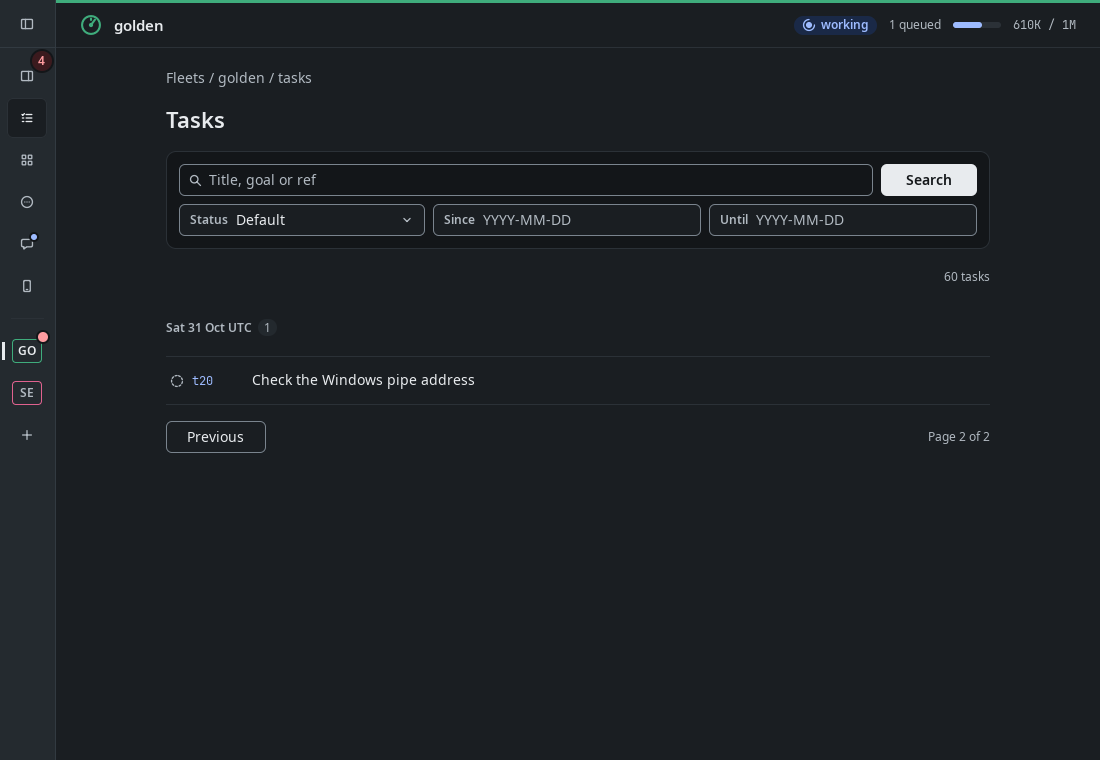 golden
working
1 queued
610K / 1M
4
Fleets / golden / tasks
Tasks
Title, goal or ref
Search
Status Default
Since YYYY-MM-DD
Until YYYY-MM-DD
60 tasks
Sat 31 Oct UTC 1
GO
t20 Check the Windows pipe address
SE
Previous
Page 2 of 2